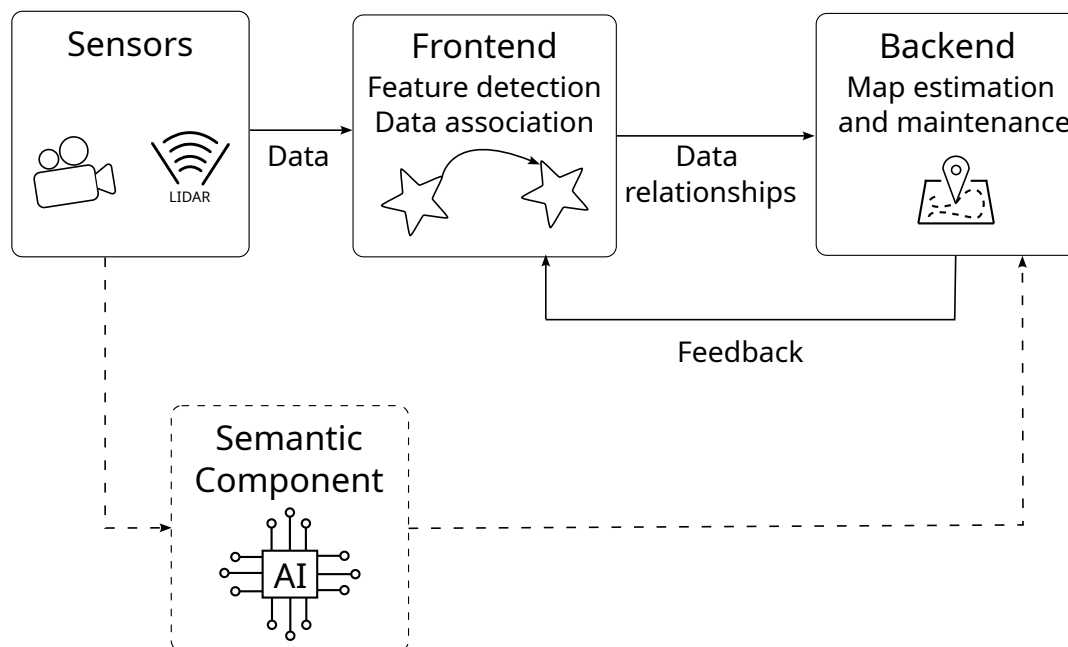 Sensors
LIDAR
Data
Frontend
Feature detection
Data association
Data
relationships
Backend
Map estimation
and maintenance
Feedback
Semantic
Component
AI